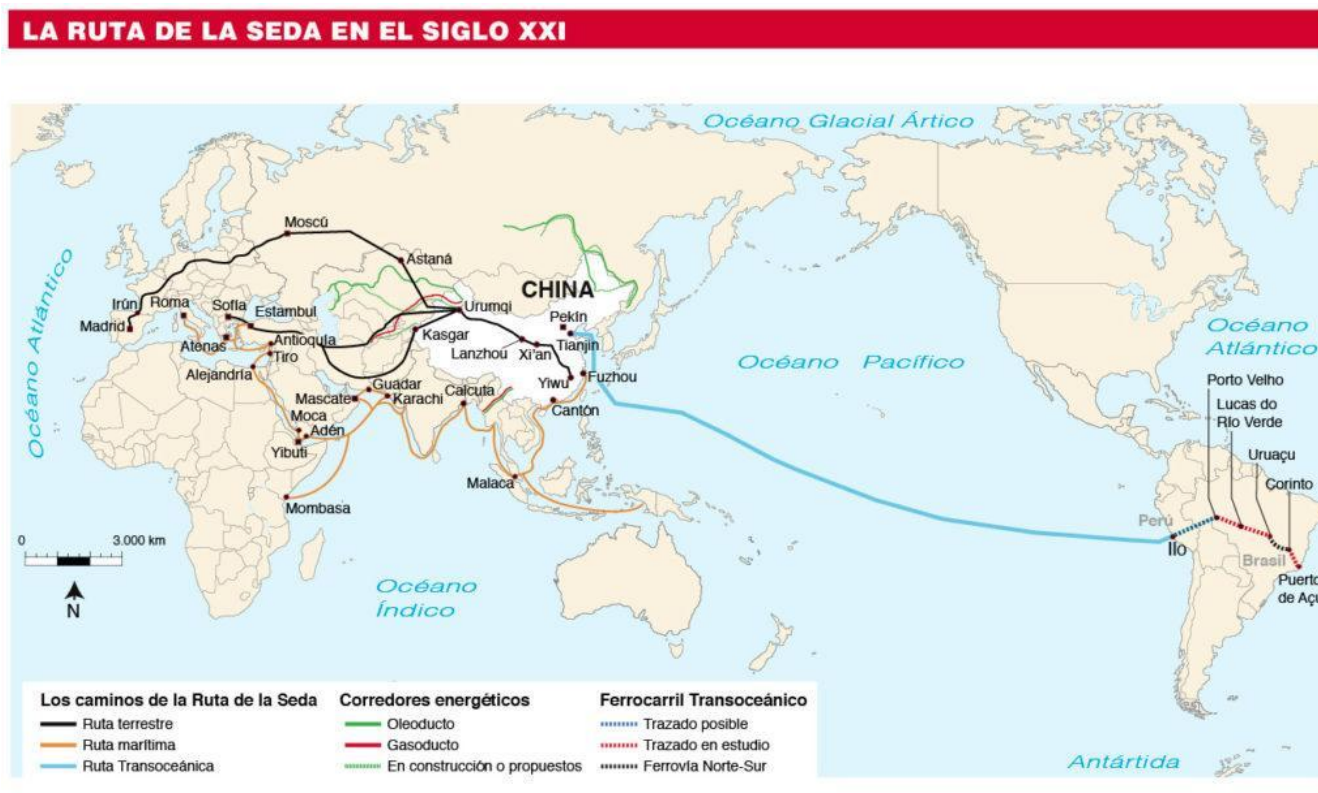 LA RUTA DE LA SEDA EN EL SIGLO XXI
Océano Glacial Ártico
Océano Atlántico
Moscú
Astaná
CHINA
Irún
Roma
Sofía
Estambul
Urumqi
Pekín
Madrid
Atenas
Antioquía
Kasgar
Tianjin
Tiro
Lanzhou
Xi'an
Océano Pacífico
Océano
Atlántico
Alejandría
Guadar
Calcuta
Yiwu
Fuzhou
Mascate
Karachi
Cantón
Porto Velho
Moca
Adén
Lucas do
Río Verde
Yibuti
Uruaçu
Malaca
Corinto
Mombasa
Perú
Ilo
Brasil
Puerto
de Açu
0
3.000 km
N
Océano
Índico
Antártida
Los caminos de la Ruta de la Seda
Ruta terrestre
Ruta marítima
Ruta Transoceánica
Corredores energéticos
Oleoducto
Gasoducto
En construcción o propuestos
Ferrocarril Transoceánico
Trazado posible
Trazado en estudio
Ferrovía Norte-Sur